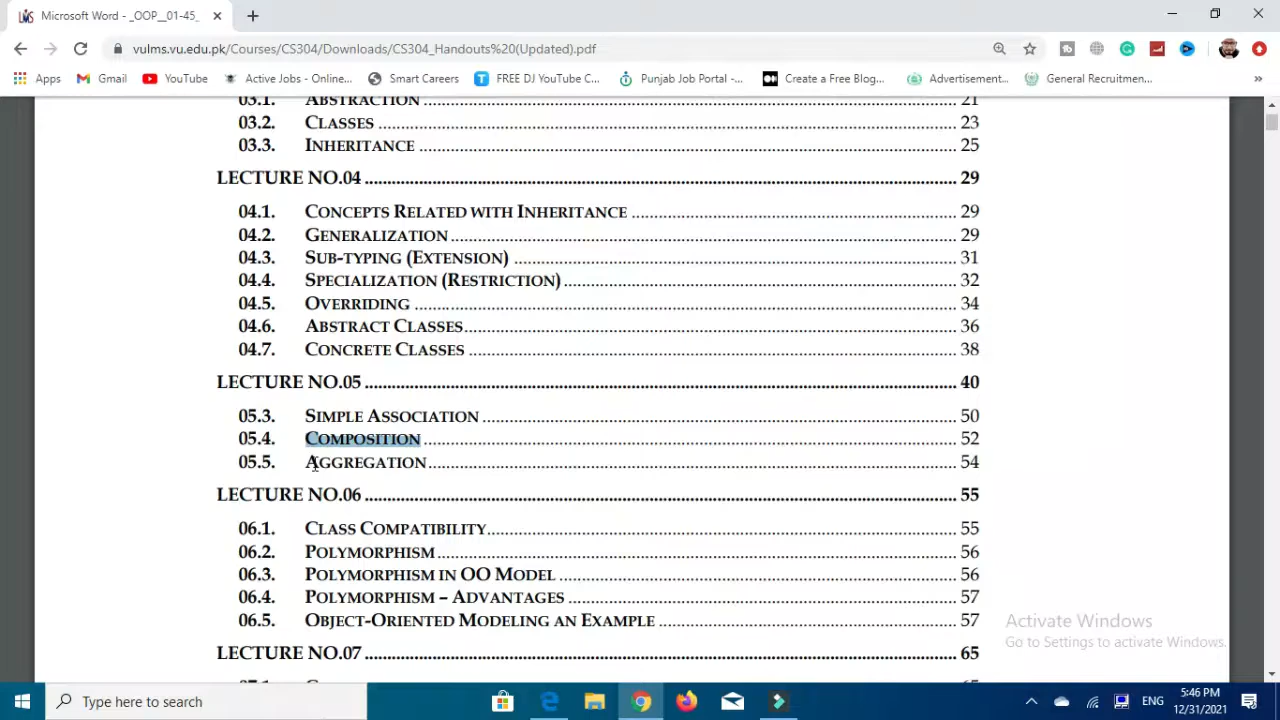 Microsoft Word - _OOP__01-45_
vulms.vu.edu.pk/Courses/CS304/Downloads/CS304_Handouts%20(Updated).pdf
Apps Gmail YouTube Active Jobs - Online... Smart Careers FREE DJ YouTube C... Punjab Job Portal -... Create a Free Blog... Advertisement... General Recruitmen... »
03.1. ABSTRACTION 21
03.2. CLASSES 23
03.3. INHERITANCE 25
LECTURE NO.04 29
04.1. CONCEPTS RELATED WITH INHERITANCE 29
04.2. GENERALIZATION 29
04.3. SUB-TYPING (EXTENSION) 31
04.4. SPECIALIZATION (RESTRICTION) 32
04.5. OVERRIDING 34
04.6. ABSTRACT CLASSES 36
04.7. CONCRETE CLASSES 38
LECTURE NO.05 40
05.3. SIMPLE ASSOCIATION 50
05.4. COMPOSITION 52
05.5. AGGREGATION 54
LECTURE NO.06 55
06.1. CLASS COMPATIBILITY 55
06.2. POLYMORPHISM 56
06.3. POLYMORPHISM IN OO MODEL 56
06.4. POLYMORPHISM – ADVANTAGES 57
06.5. OBJECT-ORIENTED MODELING AN EXAMPLE 57
LECTURE NO.07 65
Activate Windows
Go to Settings to activate Windows.
Type here to search
ENG
5:46 PM
12/31/2021